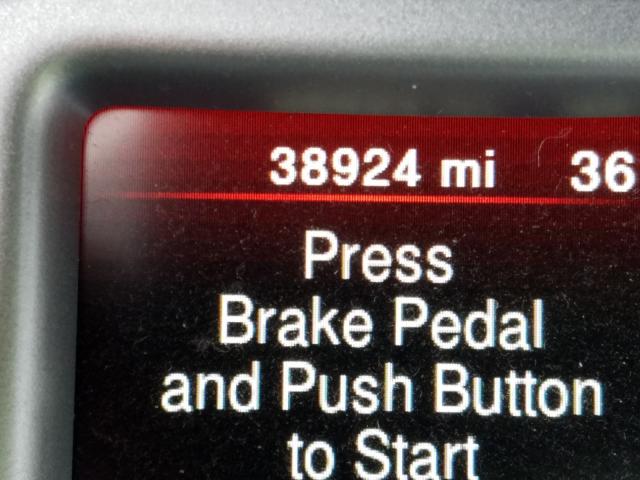 38924 mi 36
Press
Brake Pedal
and Push Button
to Start